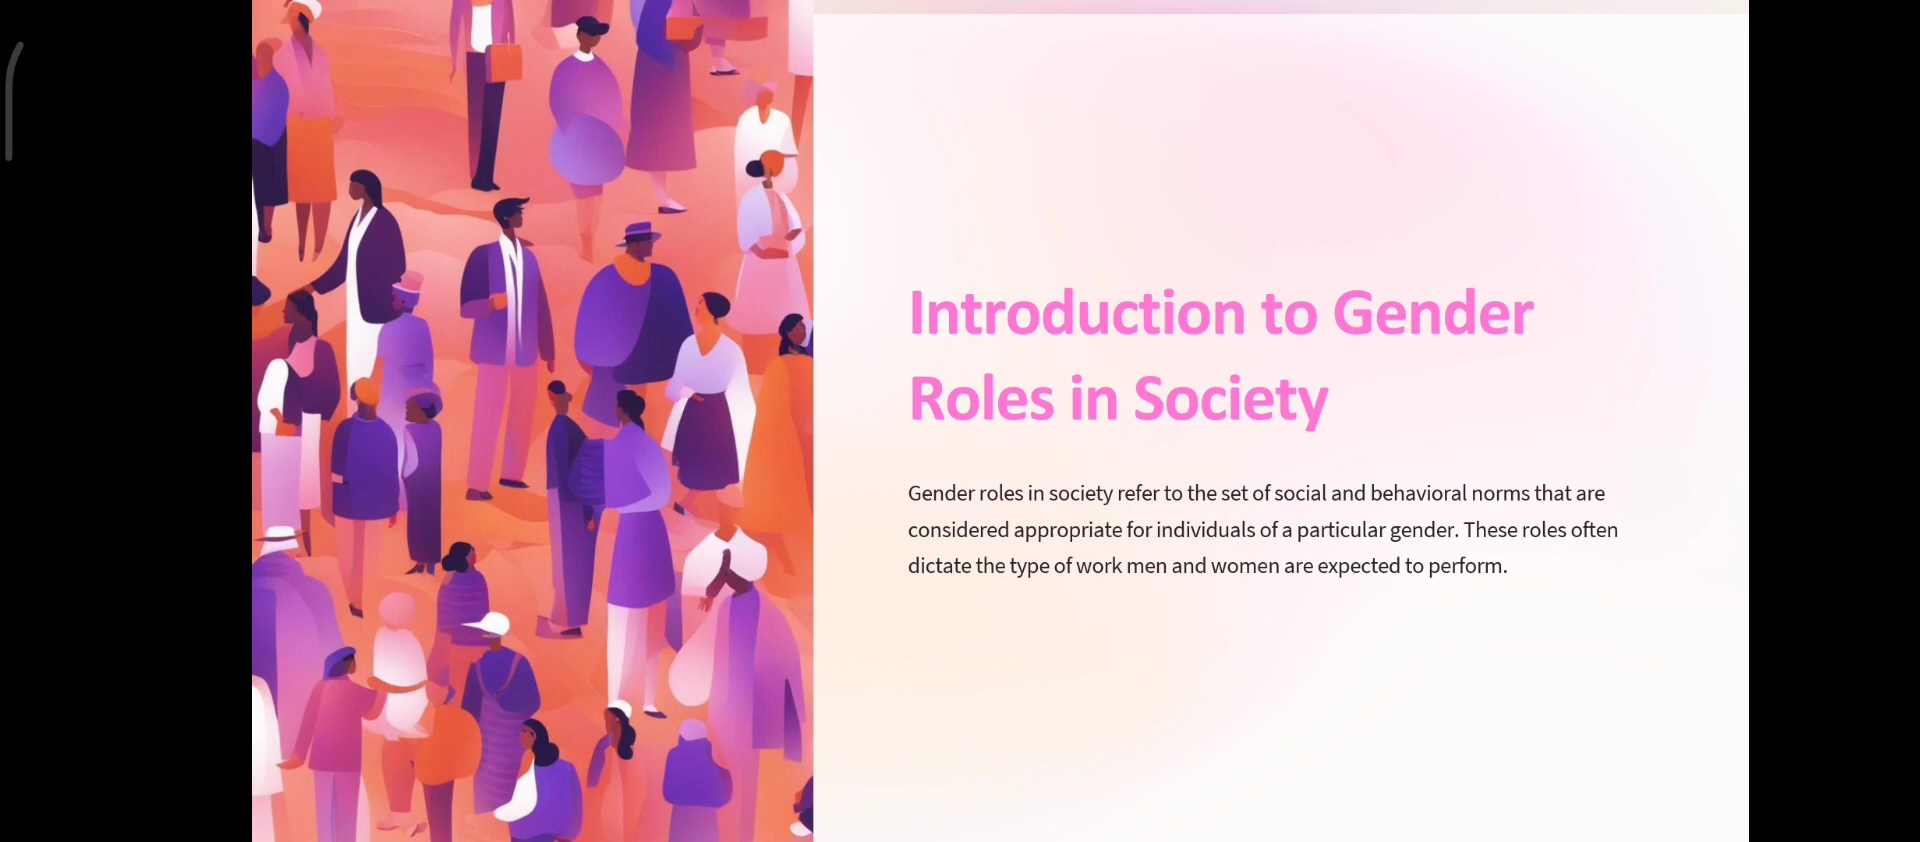 Introduction to Gender
Roles in Society
Gender roles in society refer to the set of social and behavioral norms that are
considered appropriate for individuals of a particular gender. These roles often
dictate the type of work men and women are expected to perform.